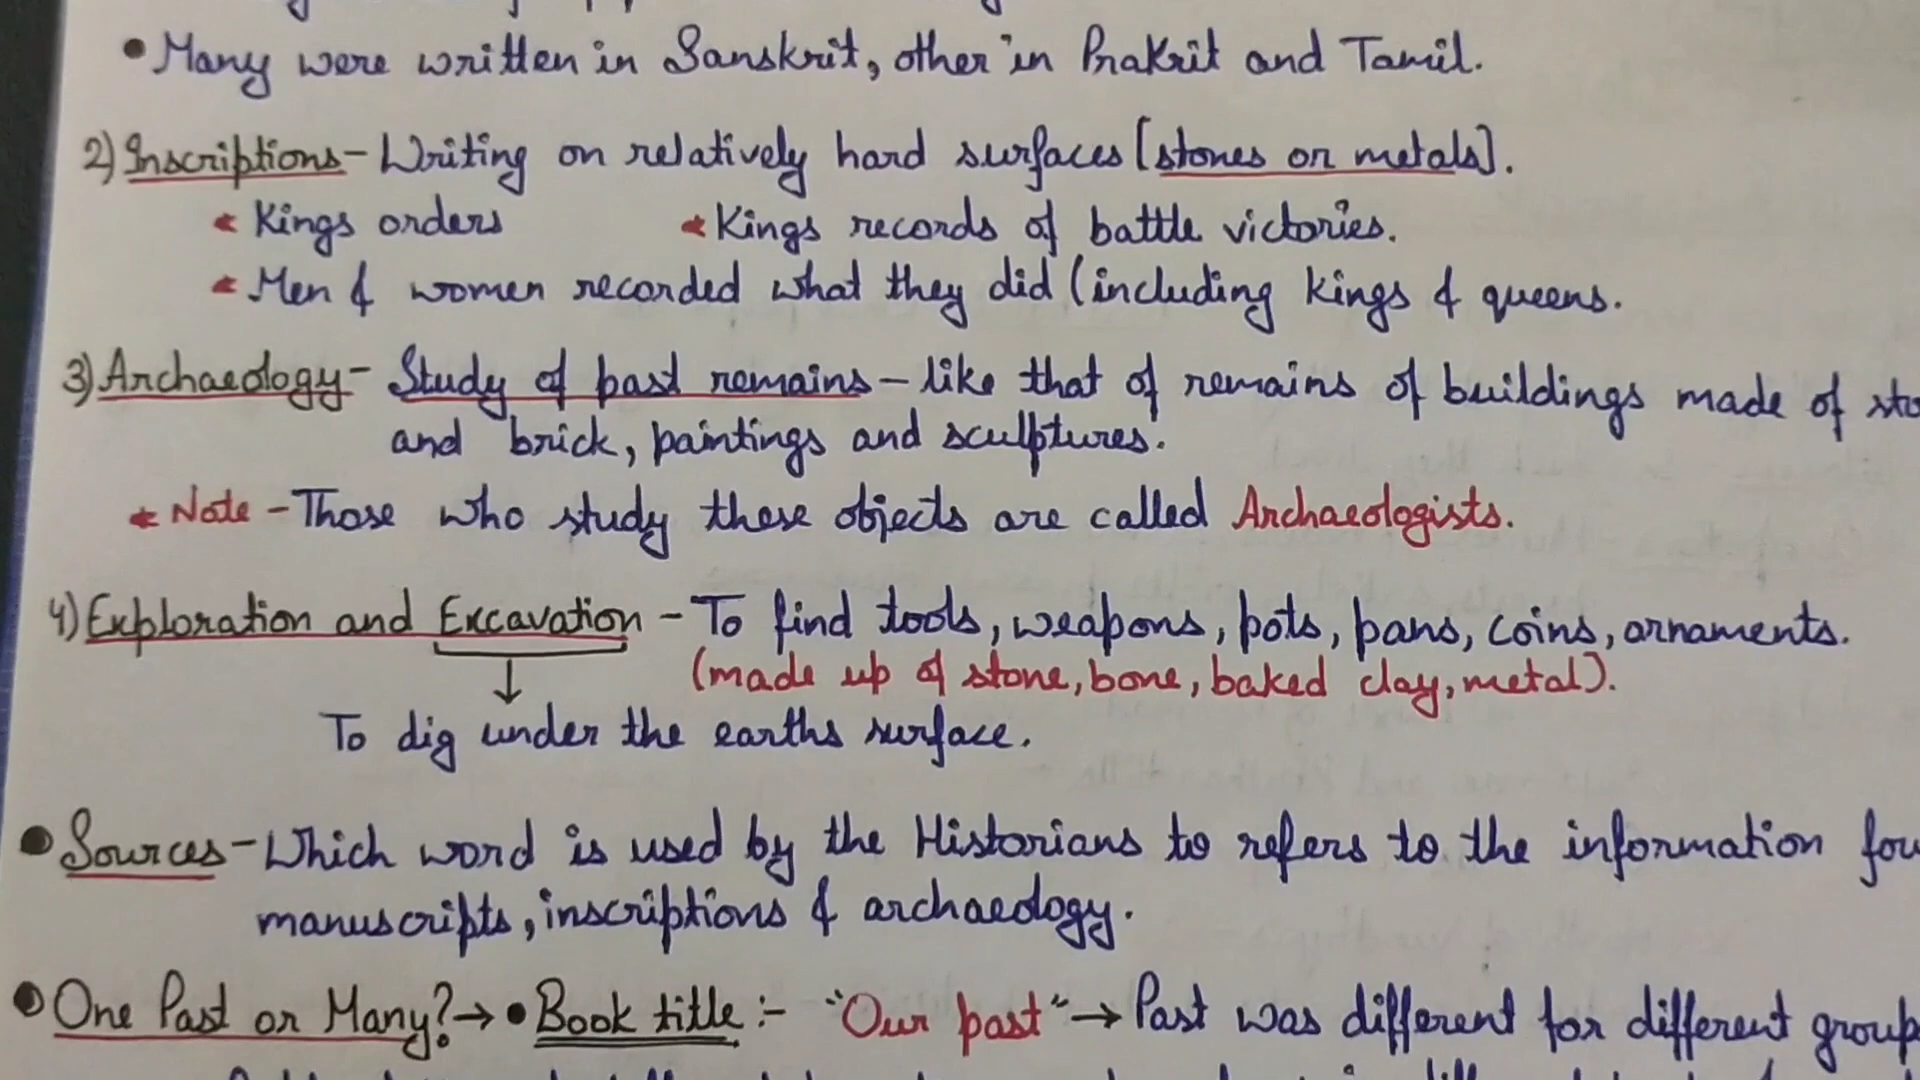 • Many were written in Sanskrit, other in Prakrit and Tamil.
2) Inscriptions - Writing on relatively hard surfaces [stones or metals].
* Kings orders * Kings records of battle victories.
* Men & women recorded what they did (including kings & queens.
3) Archaeology - Study of past remains - like that of remains of buildings made of
and brick, paintings and sculptures.
* Note - Those who study these objects are called Archaeologists.
4) Exploration and Excavation - To find tools, weapons, pots, pans, coins, ornaments.
(made up of stone, bone, baked clay, metal).
To dig under the earths surface.
• Sources - Which word is used by the Historians to refers to the information
manuscripts, inscriptions & archaeology.
• One Past or Many? → • Book title :- "Our past" → Past was different for different